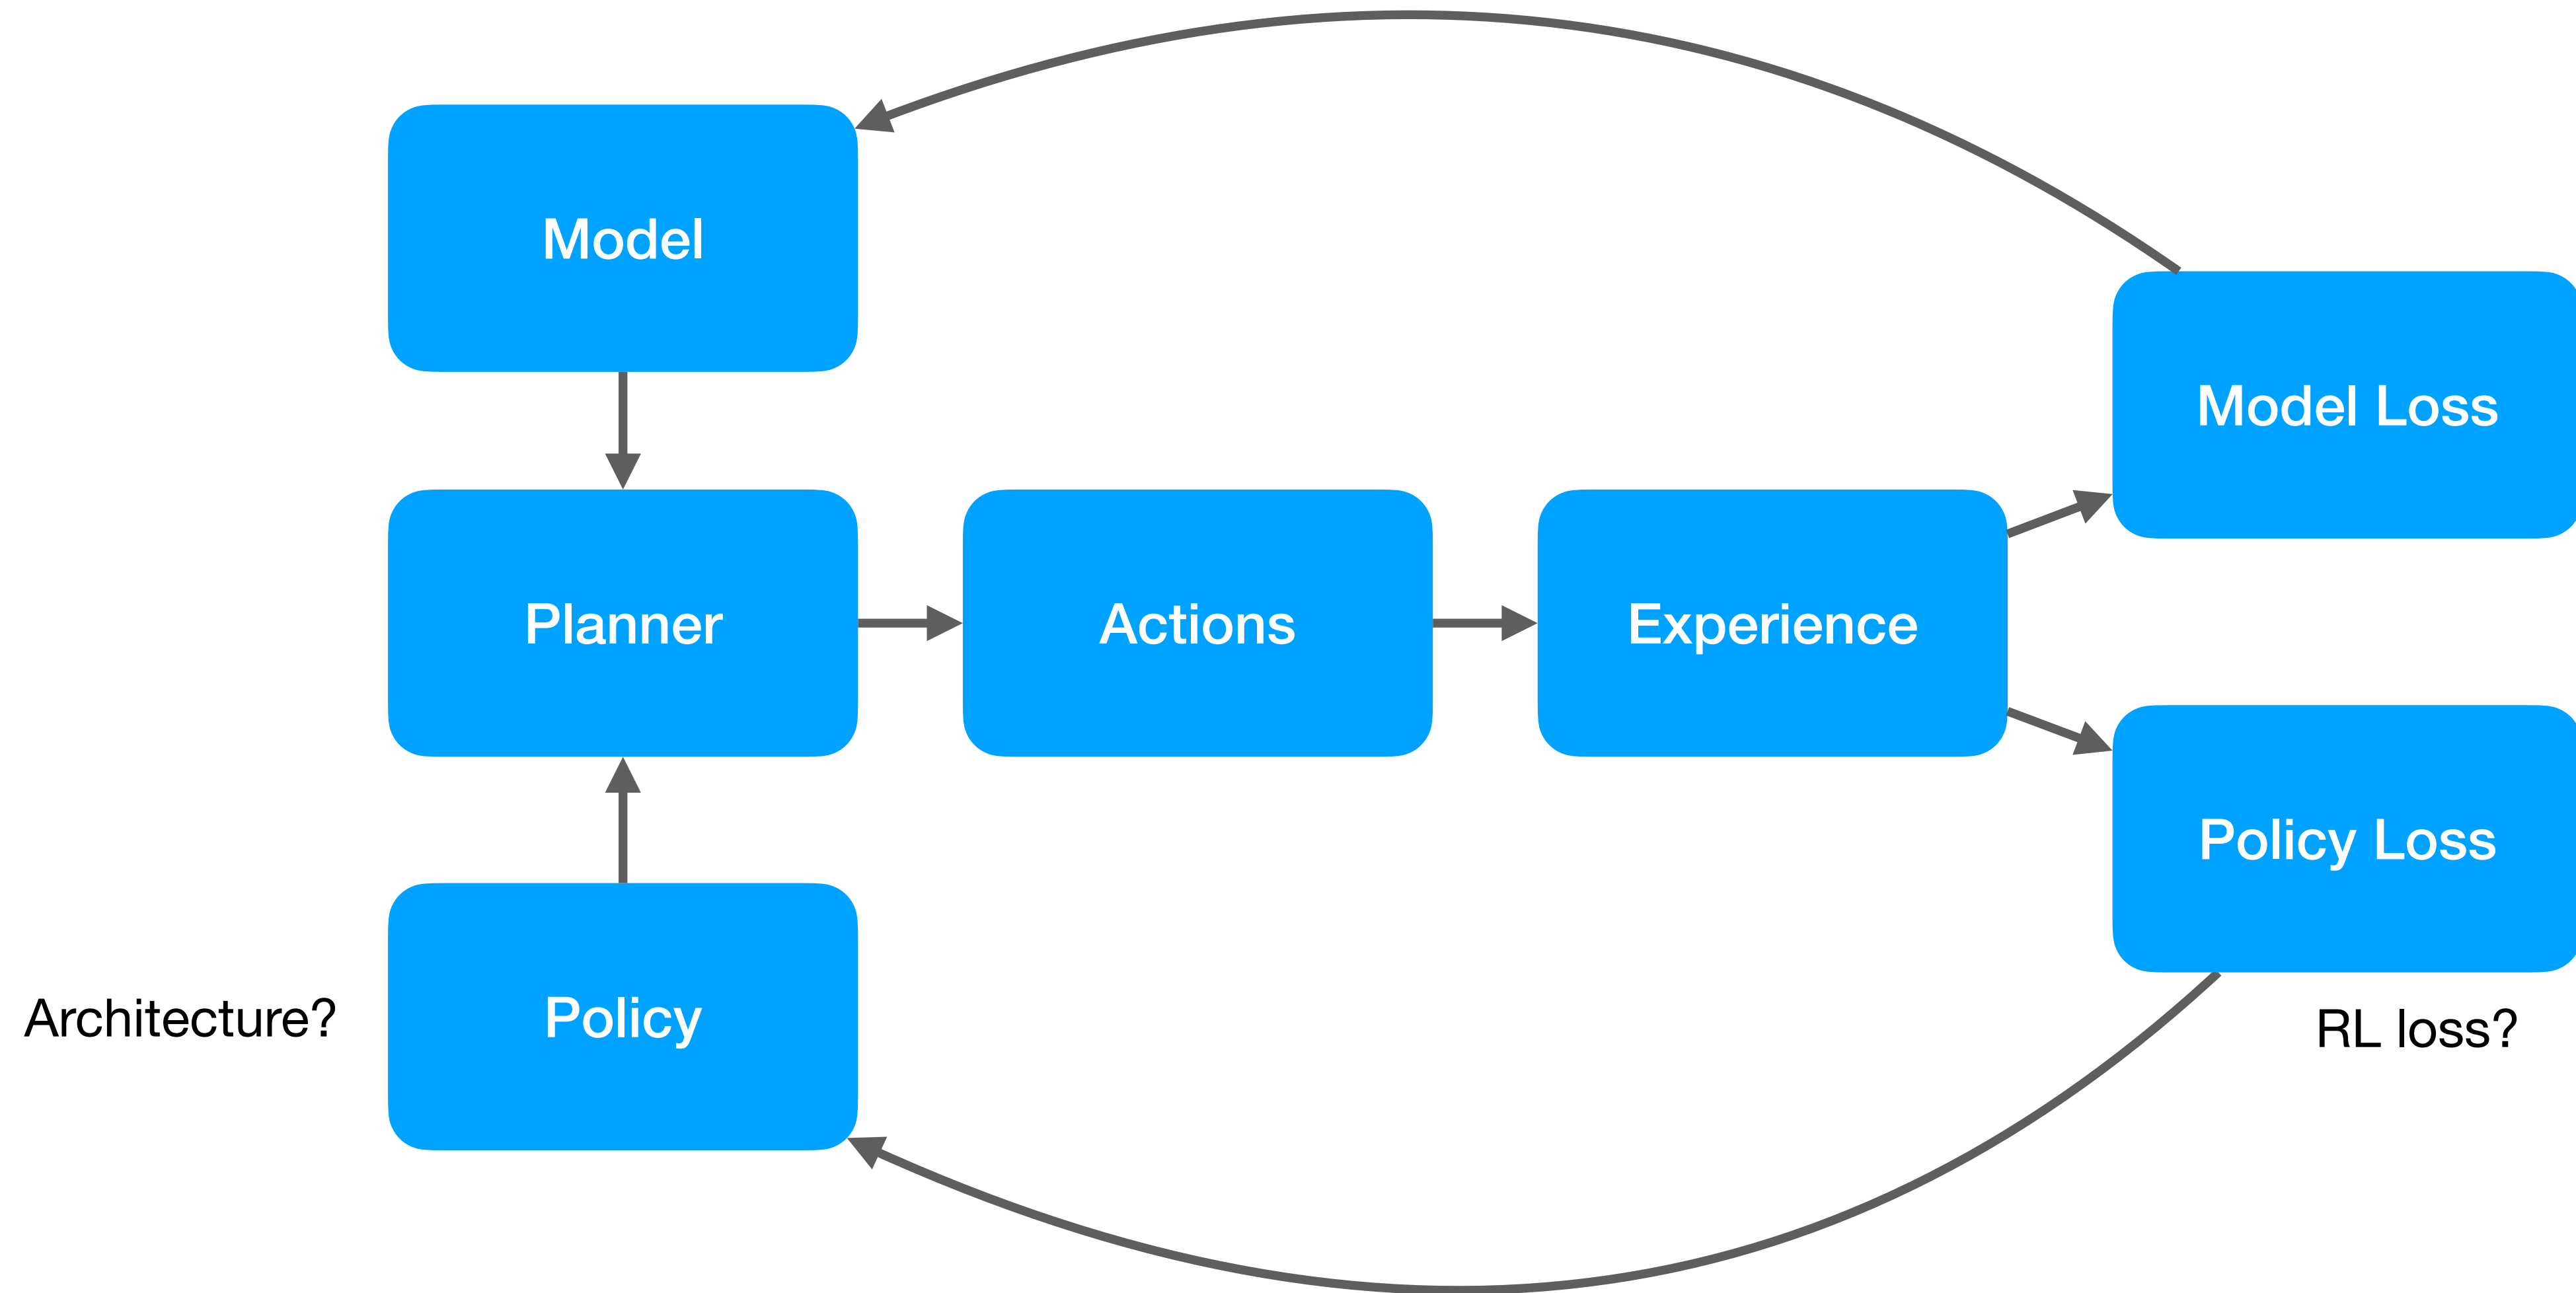 Model
Model Loss
Planner
Actions
Experience
Policy Loss
Architecture?
Policy
RL loss?